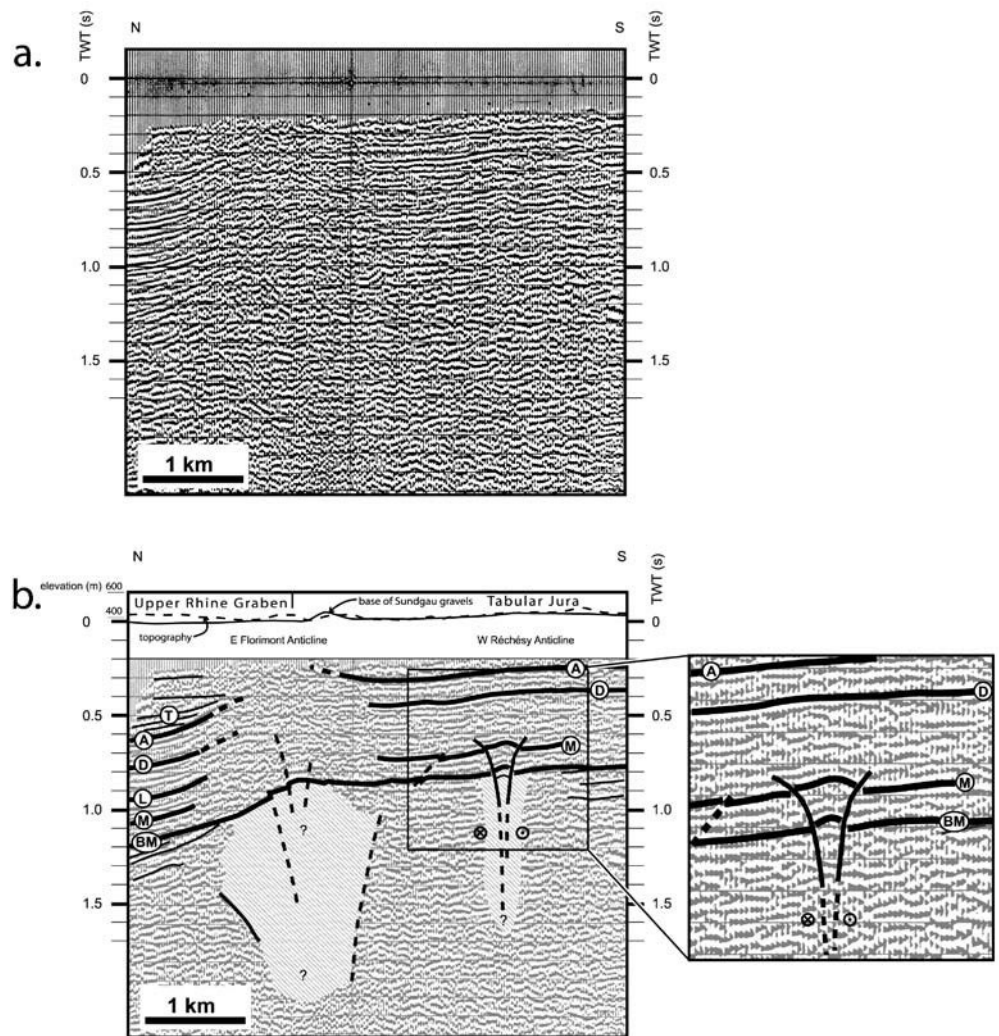 a.
TWT (s)
N
S
TWT (s)
0
0
0.5
0.5
1.0
1.0
1.5
1.5
1 km
b.
N
S
TWT (s)
elevation (m) 600
400
Upper Rhine Graben
base of Sundgau gravels
Tabular Jura
0
0
topography
E Florimont Anticline
W Réchésy Anticline
A
D
T
A
D
M
L
M
BM
0.5
0.5
1.0
1.0
1.5
1.5
?
?
?
1 km
A
D
M
BM